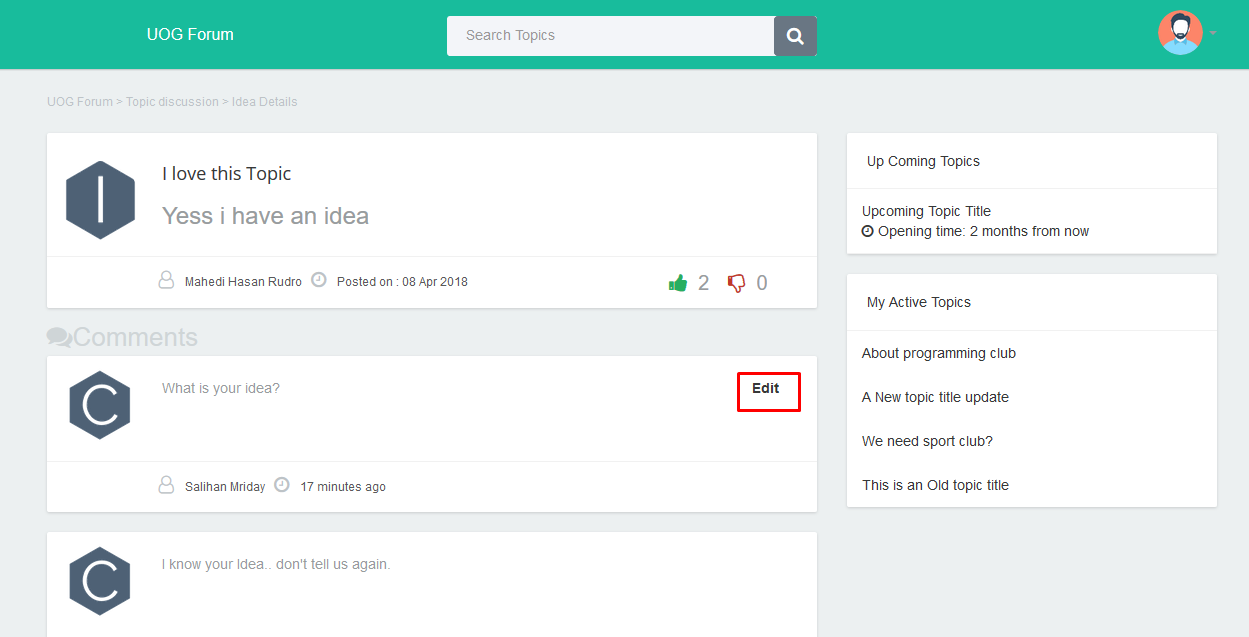 UOG Forum
Search Topics
UOG Forum > Topic discussion > Idea Details
I
I love this Topic
Yess i have an idea
Mahedi Hasan Rudro Posted on : 08 Apr 2018
2 0
Comments
C
What is your idea?
Edit
Salihan Mriday 17 minutes ago
C
I know your Idea.. don't tell us again.
Up Coming Topics
Upcoming Topic Title
Opening time: 2 months from now
My Active Topics
About programming club
A New topic title update
We need sport club?
This is an Old topic title